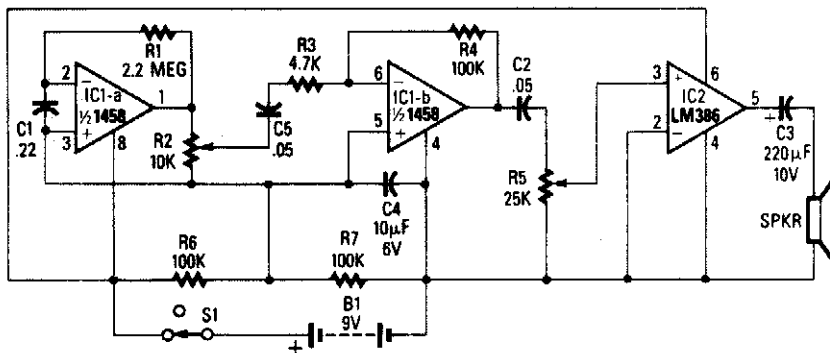 R1
2.2 MEG
2
IC1-a
½ 1458
1
3
8
C1
.22
R2
10K
R3
4.7K
C5
.05
R4
100K
6
IC1-b
½ 1458
5
4
C2
.05
R5
25K
C4
10µF
6V
3
6
IC2
LM386
5
2
4
C3
220µF
10V
+
SPKR
R6
100K
R7
100K
S1
B1
9V
+